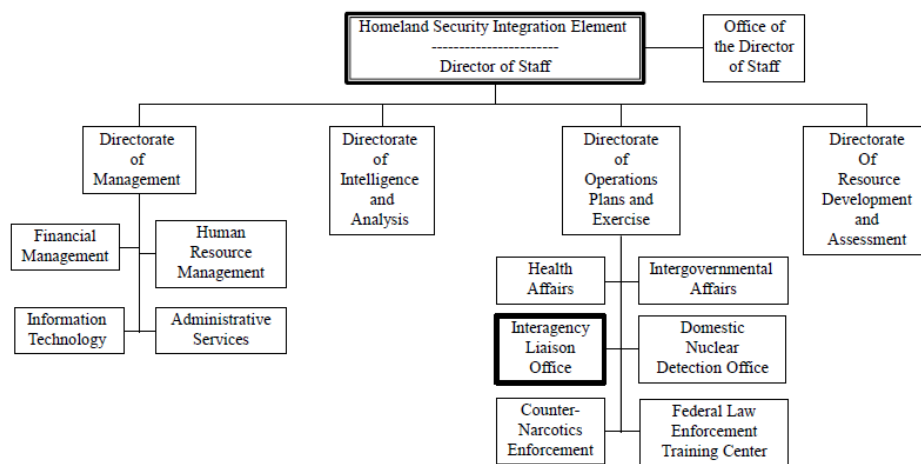 Homeland Security Integration Element
-----------------------
Director of Staff
Office of
the Director
of Staff
Directorate
of
Management
Directorate
of
Intelligence
and
Analysis
Directorate
of
Operations
Plans and
Exercise
Directorate
Of
Resource
Development
and
Assessment
Financial
Management
Human
Resource
Management
Information
Technology
Administrative
Services
Health
Affairs
Intergovernmental
Affairs
Interagency
Liaison
Office
Domestic
Nuclear
Detection Office
Counter-
Narcotics
Enforcement
Federal Law
Enforcement
Training Center